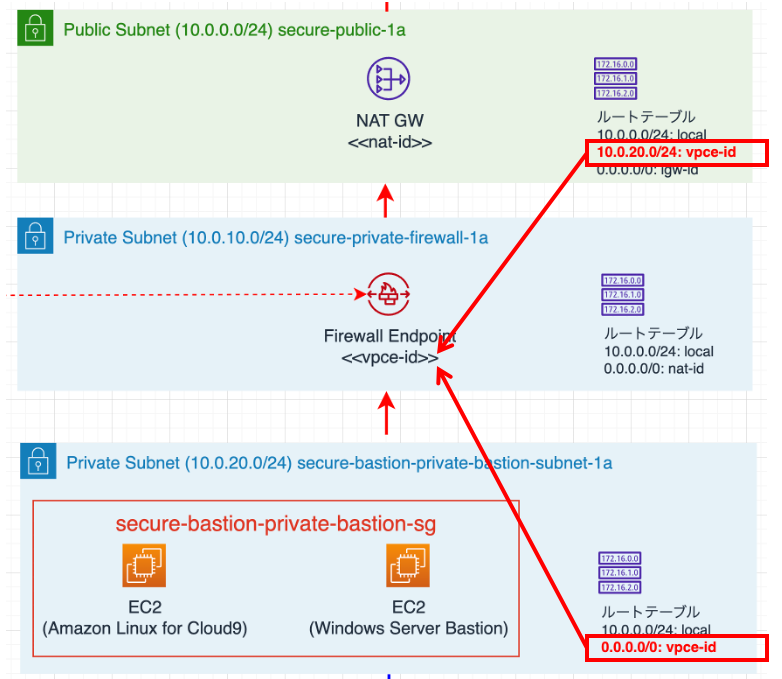 Public Subnet (10.0.0.0/24) secure-public-1a
NAT GW
<<nat-id>>
172.16.0.0
172.16.1.0
172.16.2.0
ルートテーブル
10.0.0.0/24: local
10.0.20.0/24: vpce-id
0.0.0.0/0: igw-id
Private Subnet (10.0.10.0/24) secure-private-firewall-1a
Firewall Endpoint
<<vpce-id>>
172.16.0.0
172.16.1.0
172.16.2.0
ルートテーブル
10.0.0.0/24: local
0.0.0.0/0: nat-id
Private Subnet (10.0.20.0/24) secure-bastion-private-bastion-subnet-1a
secure-bastion-private-bastion-sg
EC2
(Amazon Linux for Cloud9)
EC2
(Windows Server Bastion)
172.16.0.0
172.16.1.0
172.16.2.0
ルートテーブル
10.0.0.0/24: local
0.0.0.0/0: vpce-id